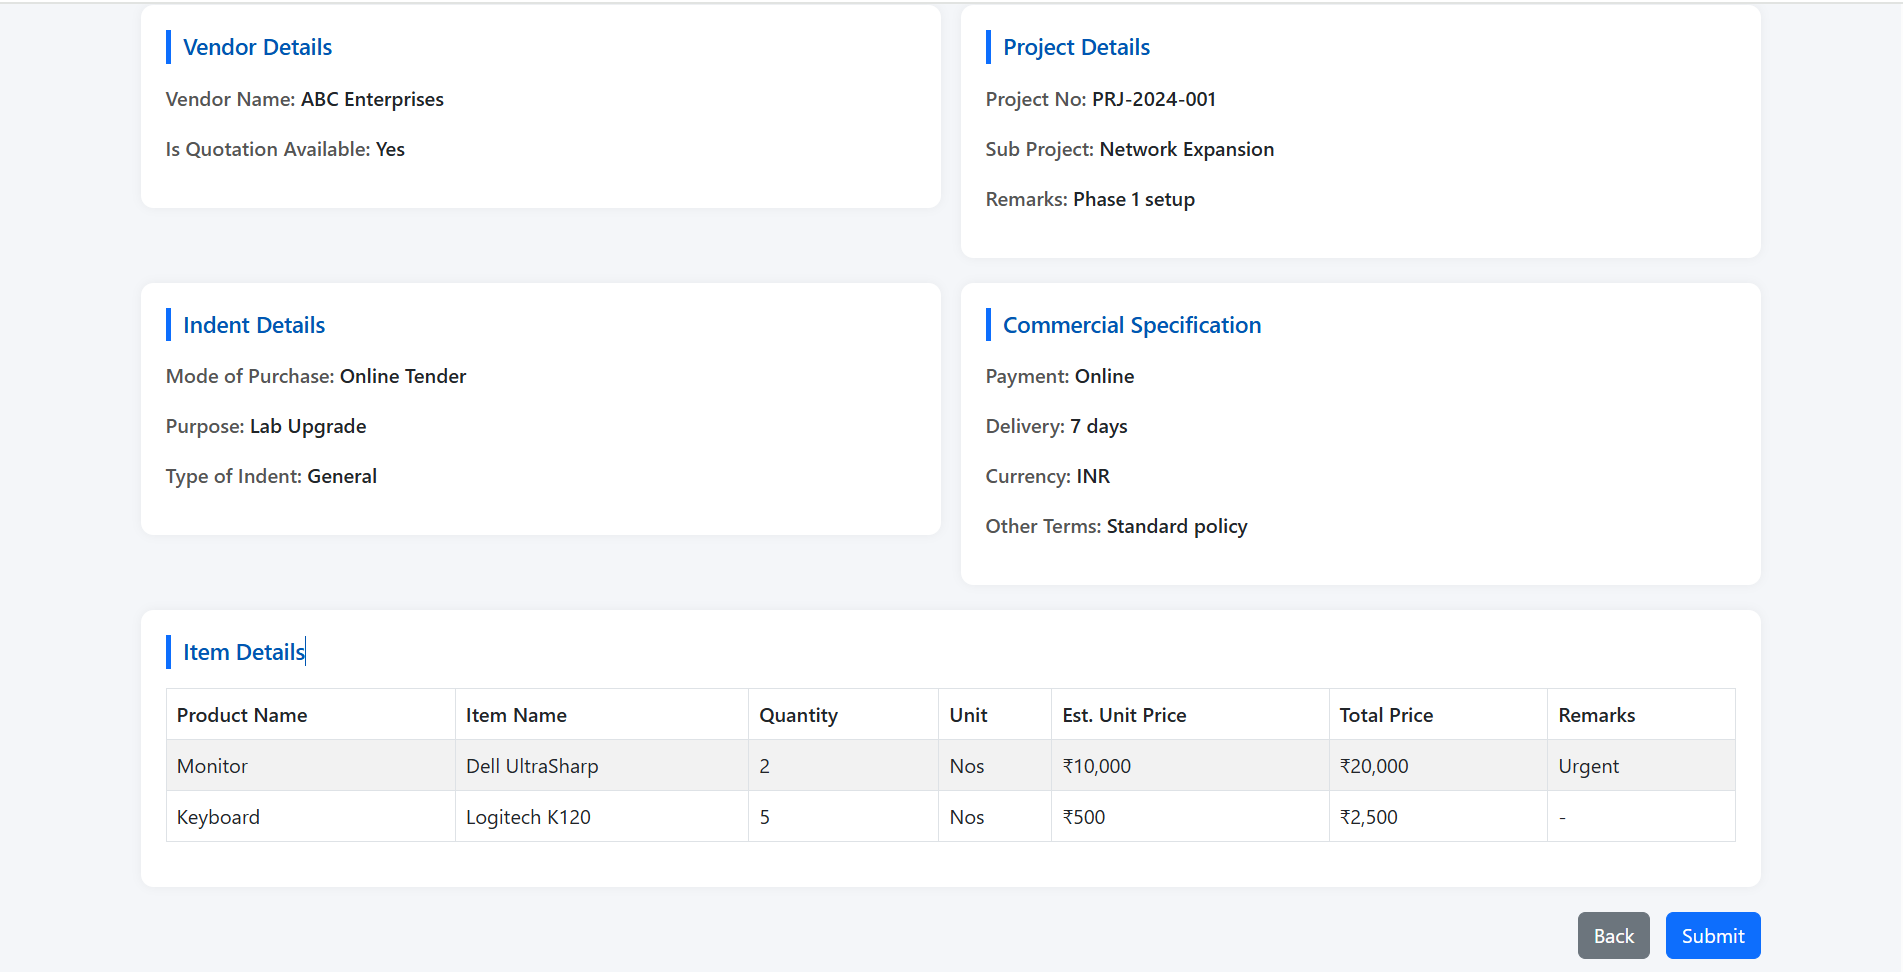 Vendor Details
Vendor Name: ABC Enterprises
Is Quotation Available: Yes
Project Details
Project No: PRJ-2024-001
Sub Project: Network Expansion
Remarks: Phase 1 setup
Indent Details
Mode of Purchase: Online Tender
Purpose: Lab Upgrade
Type of Indent: General
Commercial Specification
Payment: Online
Delivery: 7 days
Currency: INR
Other Terms: Standard policy
Item Details
Product Name Item Name Quantity Unit Est. Unit Price Total Price Remarks
Monitor Dell UltraSharp 2 Nos ₹10,000 ₹20,000 Urgent
Keyboard Logitech K120 5 Nos ₹500 ₹2,500 -
Back Submit